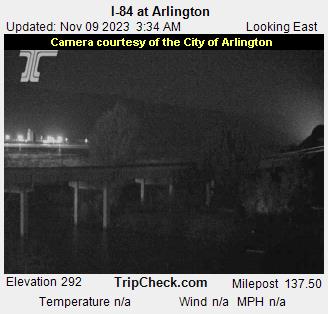 I-84 at Arlington
Updated: Nov 09 2023 3:34 AM Looking East
Camera courtesy of the City of Arlington
Elevation 292 TripCheck.com Milepost 137.50
Temperature n/a Wind n/a MPH n/a